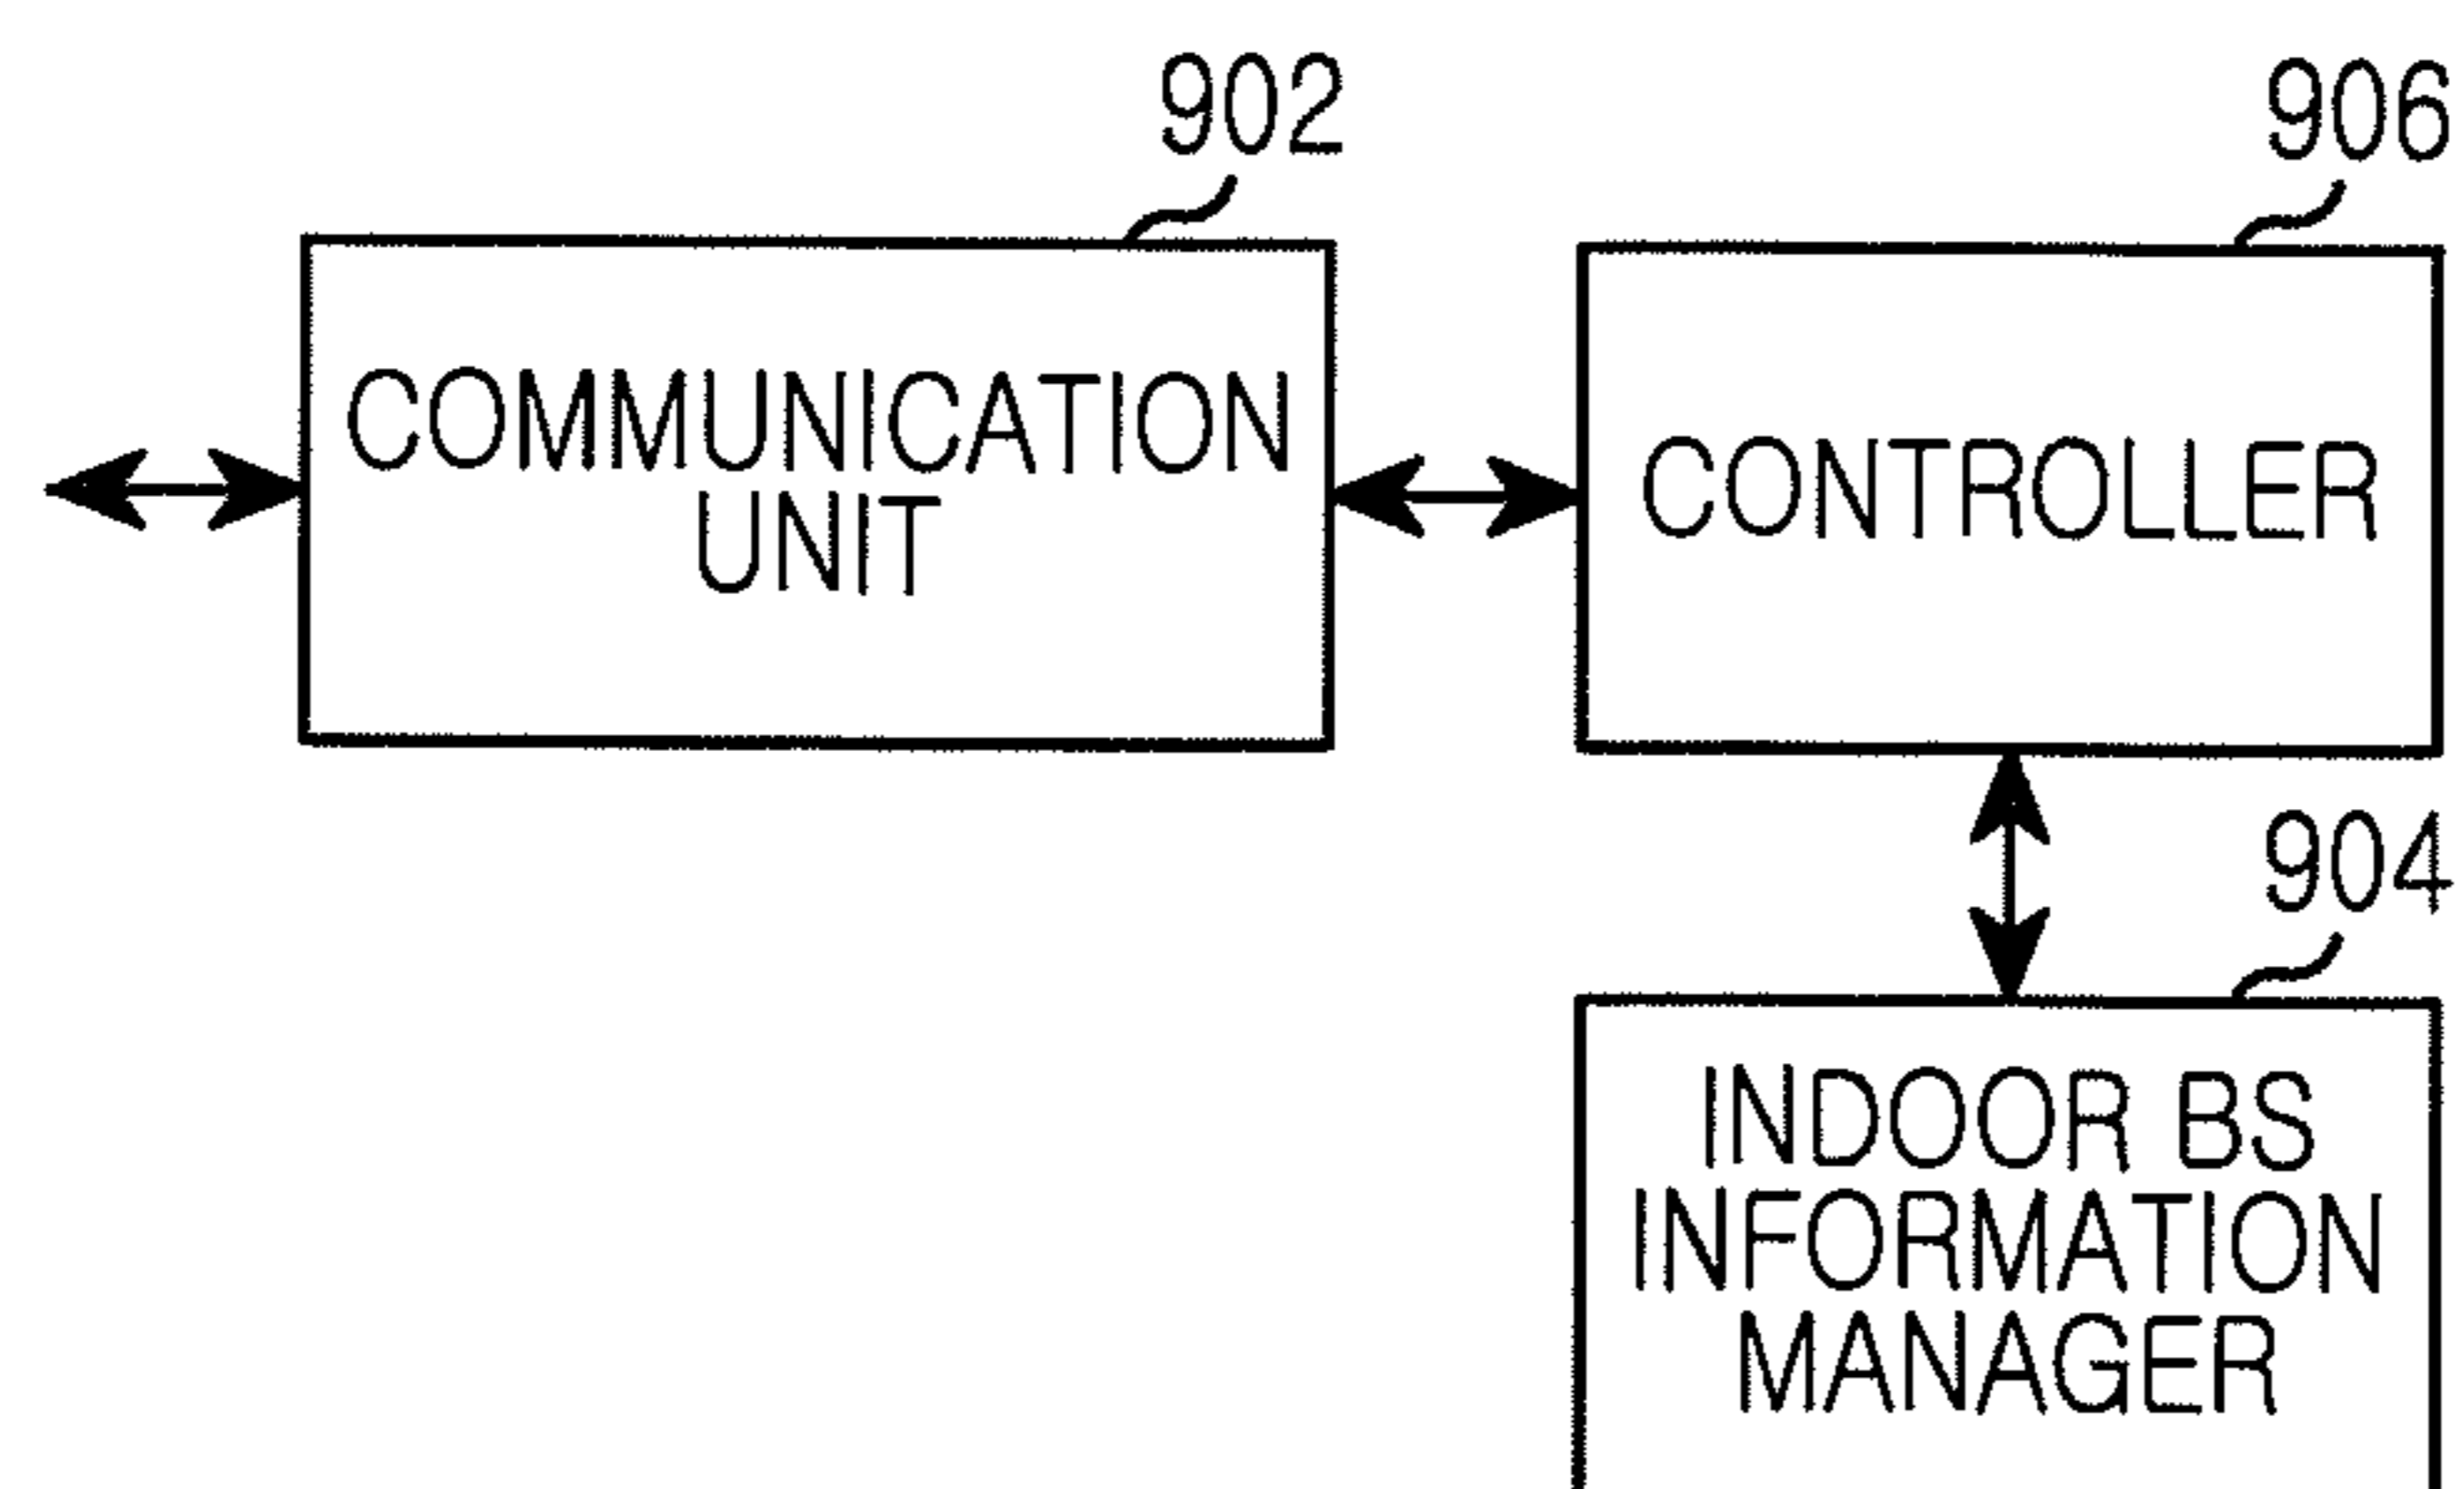 902
906
COMMUNICATION
UNIT
CONTROLLER
904
INDOOR BS
INFORMATION
MANAGER